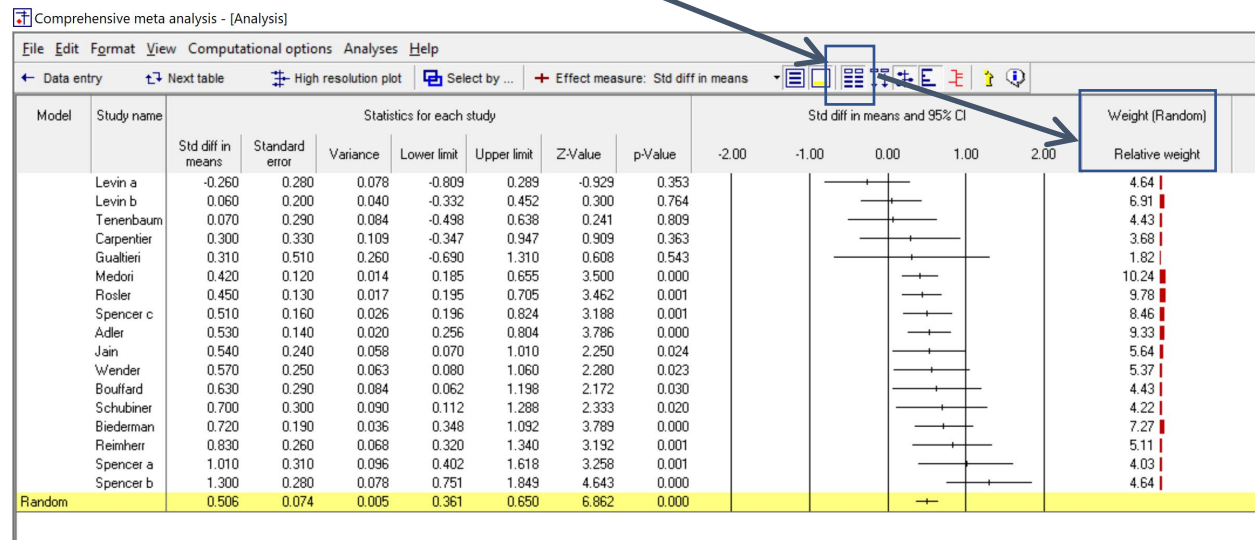 Comprehensive meta analysis - [Analysis]
File Edit Format View Computational options Analyses Help
Data entry Next table High resolution plot Select by ... Effect measure: Std diff in means
Model Study name Statistics for each study Std diff in means and 95% CI Weight (Random)
Std diff in means Standard error Variance Lower limit Upper limit Z-Value p-Value -2.00 -1.00 0.00 1.00 2.00 Relative weight
Levin a -0.260 0.280 0.078 -0.809 0.289 -0.929 0.353 4.64
Levin b 0.060 0.200 0.040 -0.332 0.452 0.300 0.764 6.91
Tenenbaum 0.070 0.290 0.084 -0.498 0.638 0.241 0.809 4.43
Carpentier 0.300 0.330 0.109 -0.347 0.947 0.909 0.363 3.68
Gualtieri 0.310 0.510 0.260 -0.690 1.310 0.608 0.543 1.82
Medori 0.420 0.120 0.014 0.185 0.655 3.500 0.000 10.24
Rosler 0.450 0.130 0.017 0.195 0.705 3.462 0.001 9.78
Spencer c 0.510 0.160 0.026 0.196 0.824 3.188 0.001 8.46
Adler 0.530 0.140 0.020 0.256 0.804 3.786 0.000 9.33
Jain 0.540 0.240 0.058 0.070 1.010 2.250 0.024 5.64
Wender 0.570 0.250 0.063 0.080 1.060 2.280 0.023 5.37
Bouffard 0.630 0.290 0.084 0.062 1.198 2.172 0.030 4.43
Schubiner 0.700 0.300 0.090 0.112 1.288 2.333 0.020 4.22
Biederman 0.720 0.190 0.036 0.348 1.092 3.789 0.000 7.27
Reimherr 0.830 0.260 0.068 0.320 1.340 3.192 0.001 5.11
Spencer a 1.010 0.310 0.096 0.402 1.618 3.258 0.001 4.03
Spencer b 1.300 0.280 0.078 0.751 1.849 4.643 0.000 4.64
Random 0.506 0.074 0.005 0.361 0.650 6.862 0.000